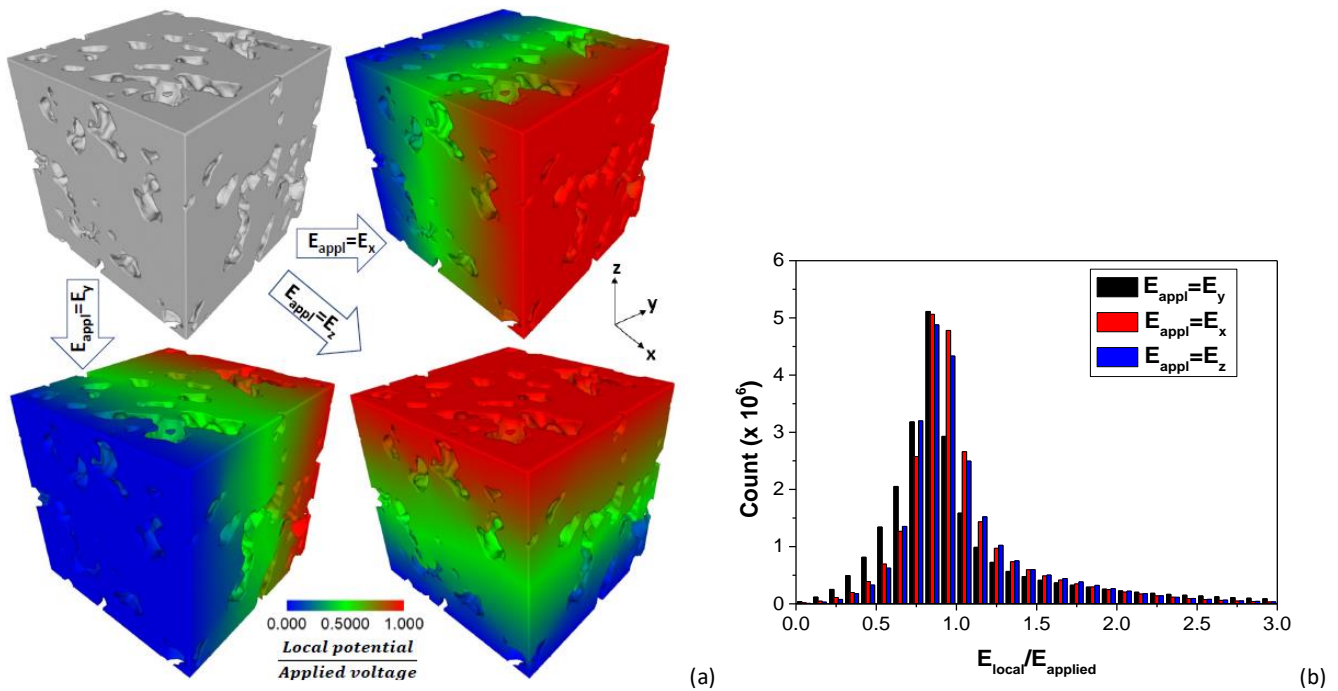 E_appl=E_x
E_appl=E_y
E_appl=E_z
z
y
x
0.000 0.5000 1.000
Local potential
Applied voltage
(a)
6
5
4
3
2
1
0
Count (x 10^6)
E_appl=E_y
E_appl=E_x
E_appl=E_z
0.0 0.5 1.0 1.5 2.0 2.5 3.0
E_local/E_applied
(b)